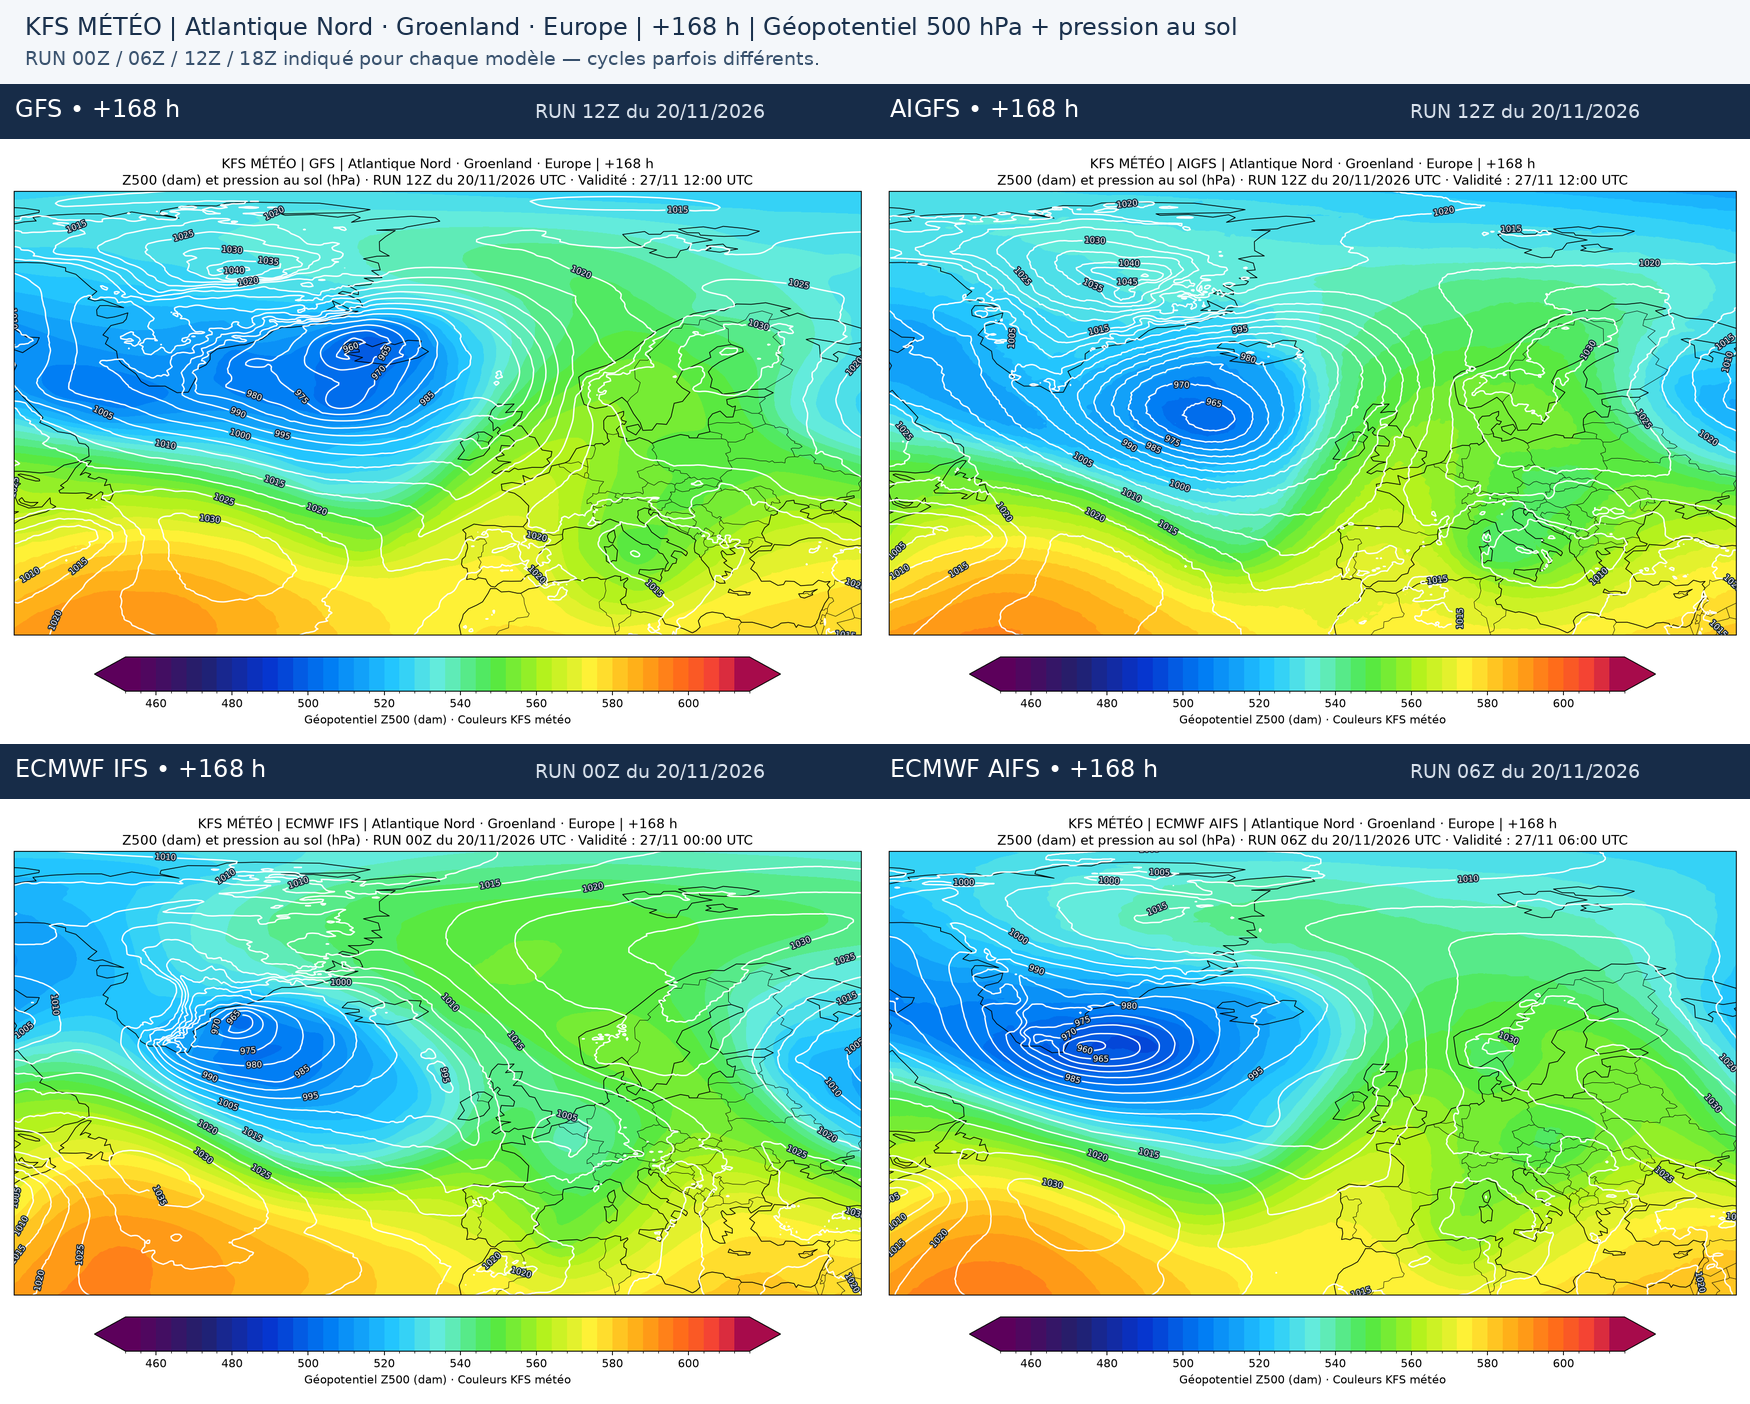 KFS MÉTÉO | Atlantique Nord · Groenland · Europe | +168 h | Géopotentiel 500 hPa + pression au sol
RUN 00Z / 06Z / 12Z / 18Z indiqué pour chaque modèle — cycles parfois différents.
GFS • +168 h
RUN 12Z du 20/11/2026
KFS MÉTÉO | GFS | Atlantique Nord · Groenland · Europe | +168 h
Z500 (dam) et pression au sol (hPa) · RUN 12Z du 20/11/2026 UTC · Validité : 27/11 12:00 UTC
460 480 500 520 540 560 580 600
Géopotentiel Z500 (dam) · Couleurs KFS météo
AIGFS • +168 h
RUN 12Z du 20/11/2026
KFS MÉTÉO | AIGFS | Atlantique Nord · Groenland · Europe | +168 h
Z500 (dam) et pression au sol (hPa) · RUN 12Z du 20/11/2026 UTC · Validité : 27/11 12:00 UTC
460 480 500 520 540 560 580 600
Géopotentiel Z500 (dam) · Couleurs KFS météo
ECMWF IFS • +168 h
RUN 00Z du 20/11/2026
KFS MÉTÉO | ECMWF IFS | Atlantique Nord · Groenland · Europe | +168 h
Z500 (dam) et pression au sol (hPa) · RUN 00Z du 20/11/2026 UTC · Validité : 27/11 00:00 UTC
460 480 500 520 540 560 580 600
Géopotentiel Z500 (dam) · Couleurs KFS météo
ECMWF AIFS • +168 h
RUN 06Z du 20/11/2026
KFS MÉTÉO | ECMWF AIFS | Atlantique Nord · Groenland · Europe | +168 h
Z500 (dam) et pression au sol (hPa) · RUN 06Z du 20/11/2026 UTC · Validité : 27/11 06:00 UTC
460 480 500 520 540 560 580 600
Géopotentiel Z500 (dam) · Couleurs KFS météo